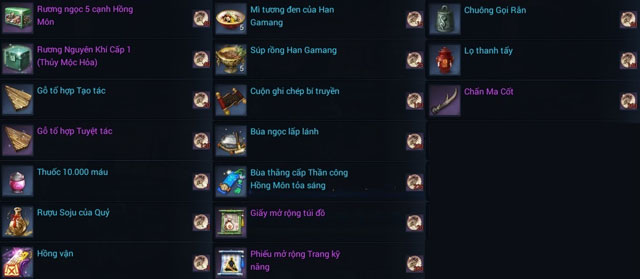 Rương ngọc 5 cạnh Hồng
Môn
Rương Nguyên Khí Cấp 1
(Thủy Mộc Hỏa)
Gỗ tổ hợp Tạo tác
Gỗ tổ hợp Tuyệt tác
Thuốc 10.000 máu
Rượu Soju của Quỷ
Hồng vận
Mì tương đen của Han
Gamang
5
Súp rồng Han Gamang
5
Cuộn ghi chép bí truyền
Búa ngọc lấp lánh
Bùa thăng cấp Thần công
Hồng Môn tỏa sáng
Giấy mở rộng túi đồ
Phiếu mở rộng Trang kỹ
năng
Chuông Gọi Rắn
Lọ thanh tẩy
Chấn Ma Cốt